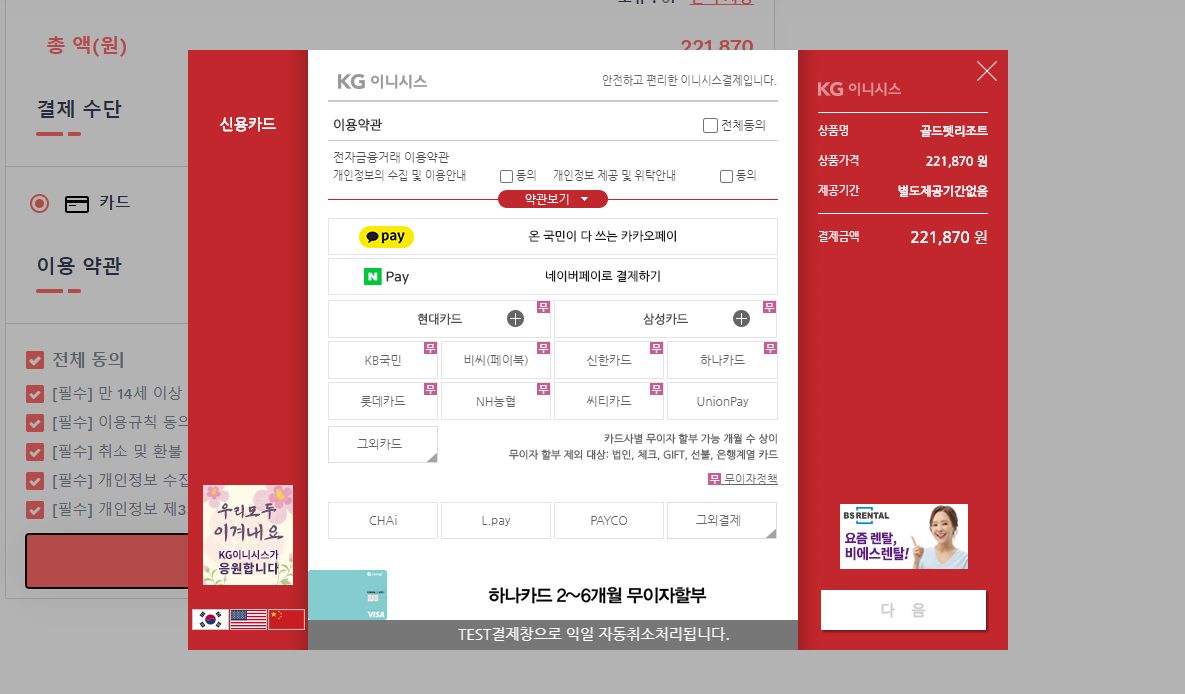 총 액(원)
221,870
결제 수단
카드
이용 약관
전체 동의
[필수] 만 14세 이상
[필수] 이용규칙 동의
[필수] 취소 및 환불
[필수] 개인정보 수집
[필수] 개인정보 제3
신용카드
우리모두
이겨내요
KG이니시스가
응원합니다
KG 이니시스
안전하고 편리한 이니시스결제입니다.
이용약관
전체동의
전자금융거래 이용약관
개인정보의 수집 및 이용안내 동의 개인정보 제공 및 위탁안내 동의
약관보기
pay 온 국민이 다 쓰는 카카오페이
N Pay 네이버페이로 결제하기
현대카드 무 삼성카드 무
KB국민 무 비씨(페이북) 무 신한카드 무 하나카드 무
롯데카드 무 NH농협 무 씨티카드 무 UnionPay
그외카드
카드사별 무이자 할부 가능 개월 수 상이
무이자 할부 제외 대상: 법인, 체크, GIFT, 선불, 은행계열 카드
무 무이자정책
CHAi L.pay PAYCO 그외결제
VISA
하나카드 2~6개월 무이자할부
TEST결제창으로 익일 자동취소처리됩니다.
KG 이니시스
상품명 골드펫리조트
상품가격 221,870 원
제공기간 별도제공기간없음
결제금액 221,870 원
BS RENTAL
요즘 렌탈,
비에스렌탈!
다 음